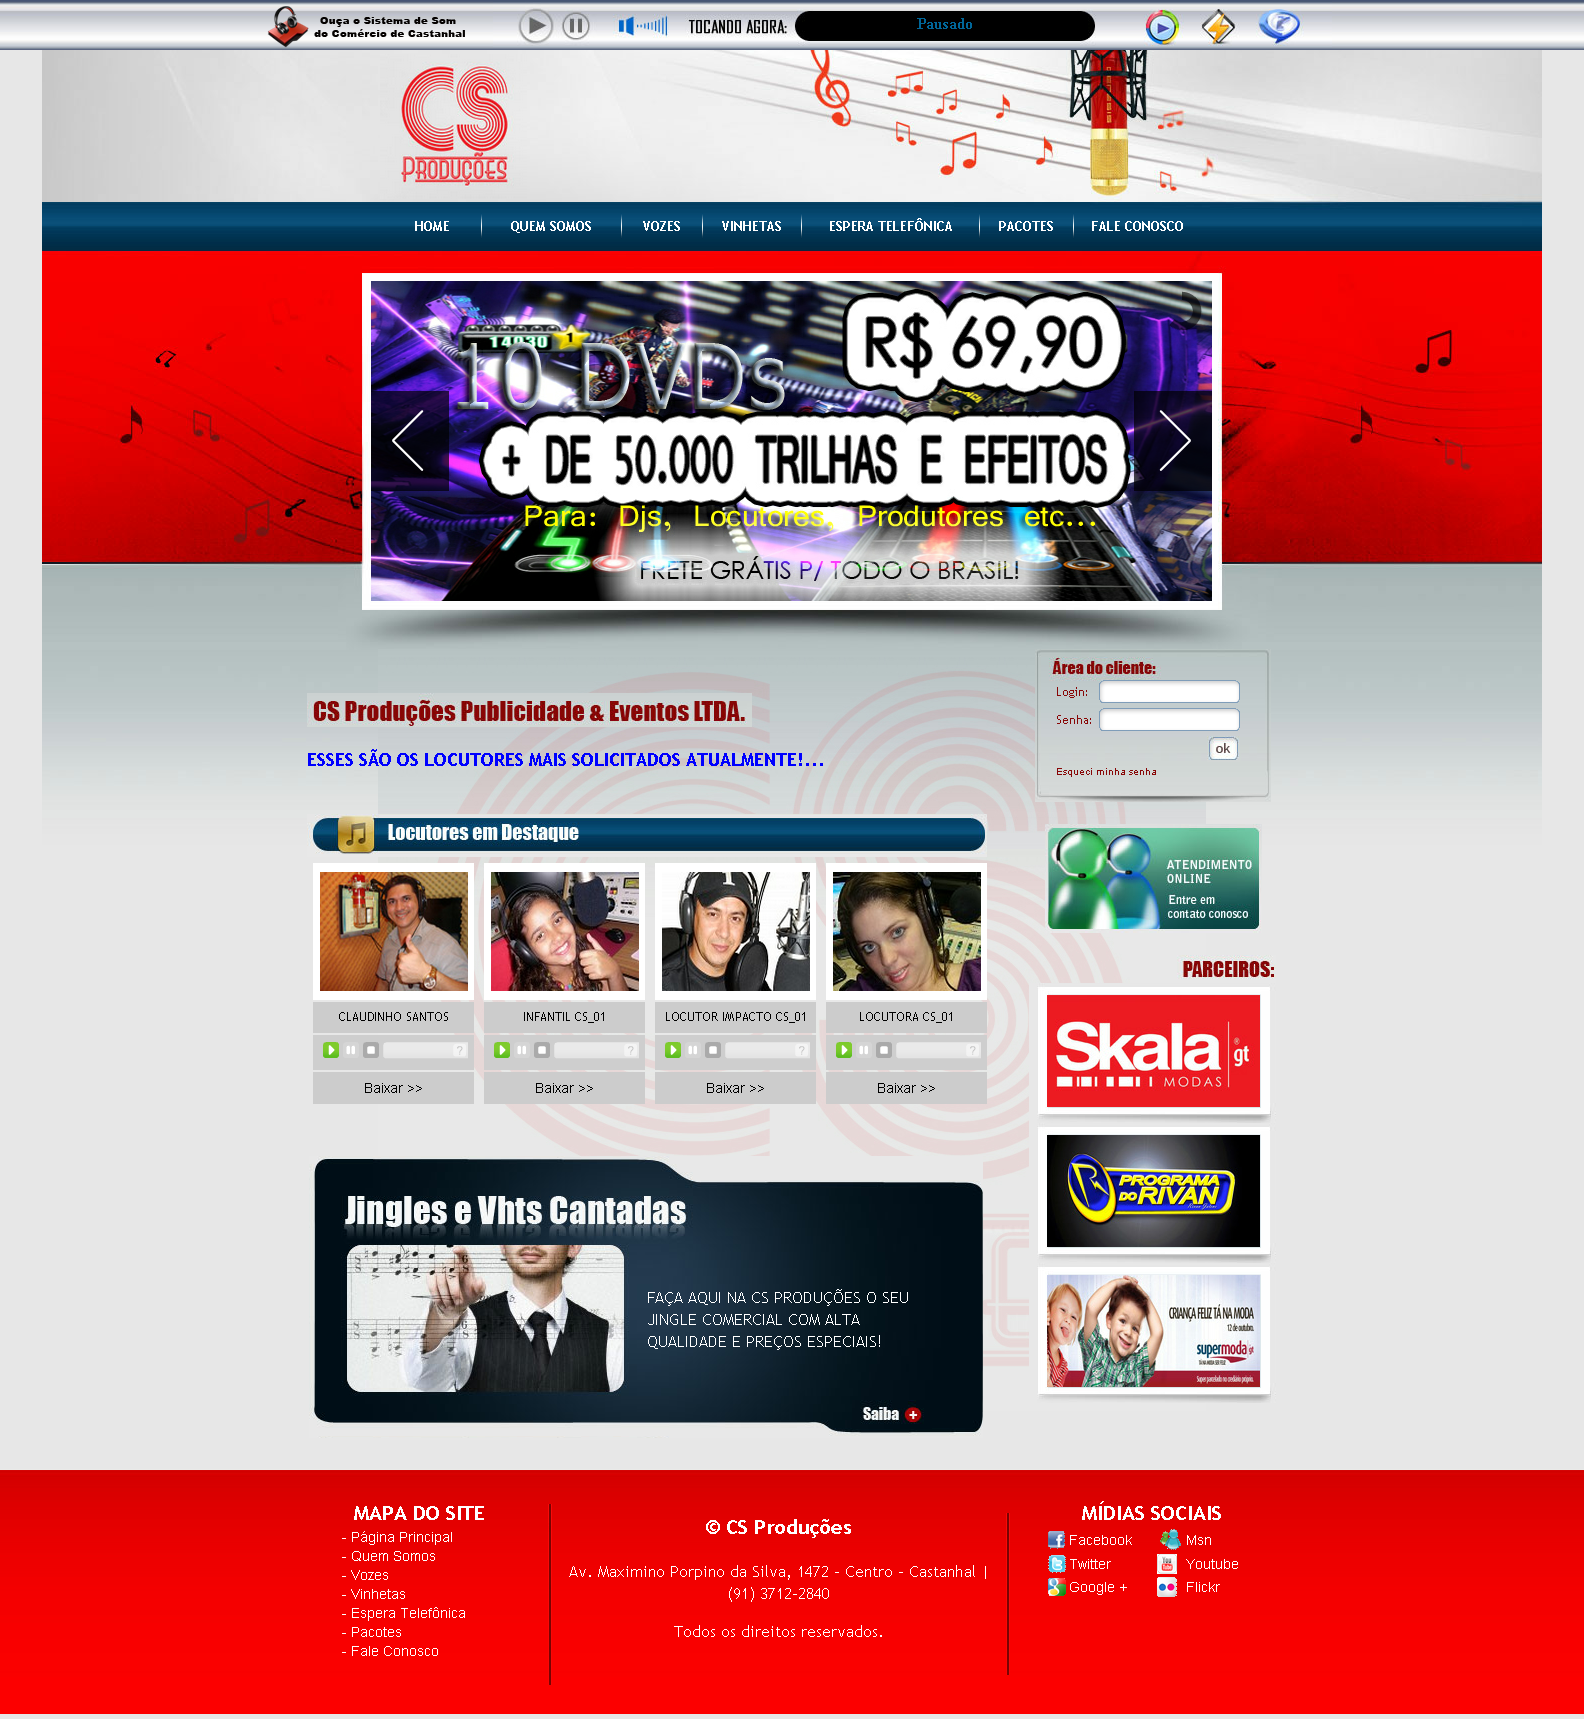 Ouça o Sistema de Som
do Comércio de Castanhal
TOCANDO AGORA:
Pausado
CS
PRODUÇÕES
HOME
QUEM SOMOS
VOZES
VINHETAS
ESPERA TELEFÔNICA
PACOTES
FALE CONOSCO
14930 1
10 DVDs
R$ 69,90
+ DE 50.000 TRILHAS E EFEITOS
Para: Djs, Locutores, Produtores etc...
FRETE GRÁTIS P/ TODO O BRASIL!
Área do cliente:
Login:
Senha:
ok
Esqueci minha senha
CS Produções Publicidade & Eventos LTDA.
ESSES SÃO OS LOCUTORES MAIS SOLICITADOS ATUALMENTE!...
Locutores em Destaque
CLAUDINHO SANTOS
INFANTIL CS_01
LOCUTOR IMPACTO CS_01
LOCUTORA CS_01
?
?
?
?
Baixar >>
Baixar >>
Baixar >>
Baixar >>
ATENDIMENTO
ONLINE
Entre em
contato conosco
PARCEIROS:
Skala gt
MODAS
PROGRAMA
DO RIVAN
CRIANÇA FELIZ TÁ NA MODA
12 de outubro.
supermoda gt
Super parcelado no crediário próprio.
Jingles e Vhts Cantadas
FAÇA AQUI NA CS PRODUÇÕES O SEU
JINGLE COMERCIAL COM ALTA
QUALIDADE E PREÇOS ESPECIAIS!
Saiba +
MAPA DO SITE
- Página Principal
- Quem Somos
- Vozes
- Vinhetas
- Espera Telefônica
- Pacotes
- Fale Conosco
© CS Produções
Av. Maximino Porpino da Silva, 1472 - Centro - Castanhal |
(91) 3712-2840
Todos os direitos reservados.
MÍDIAS SOCIAIS
Facebook
Msn
Twitter
Youtube
Google +
Flickr